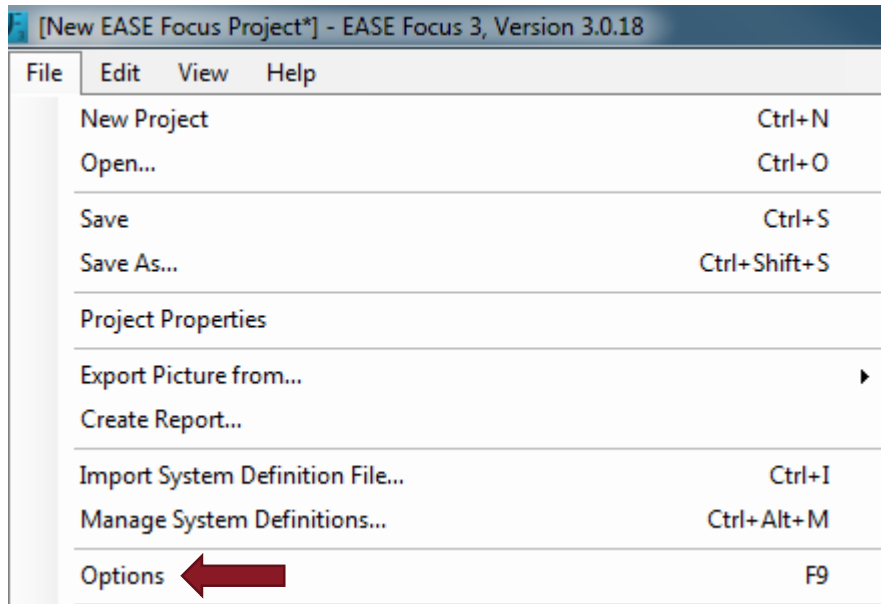 [New EASE Focus Project*] - EASE Focus 3, Version 3.0.18
File Edit View Help
New Project Ctrl+N
Open... Ctrl+O
Save Ctrl+S
Save As... Ctrl+Shift+S
Project Properties
Export Picture from...
Create Report...
Import System Definition File... Ctrl+I
Manage System Definitions... Ctrl+Alt+M
Options F9